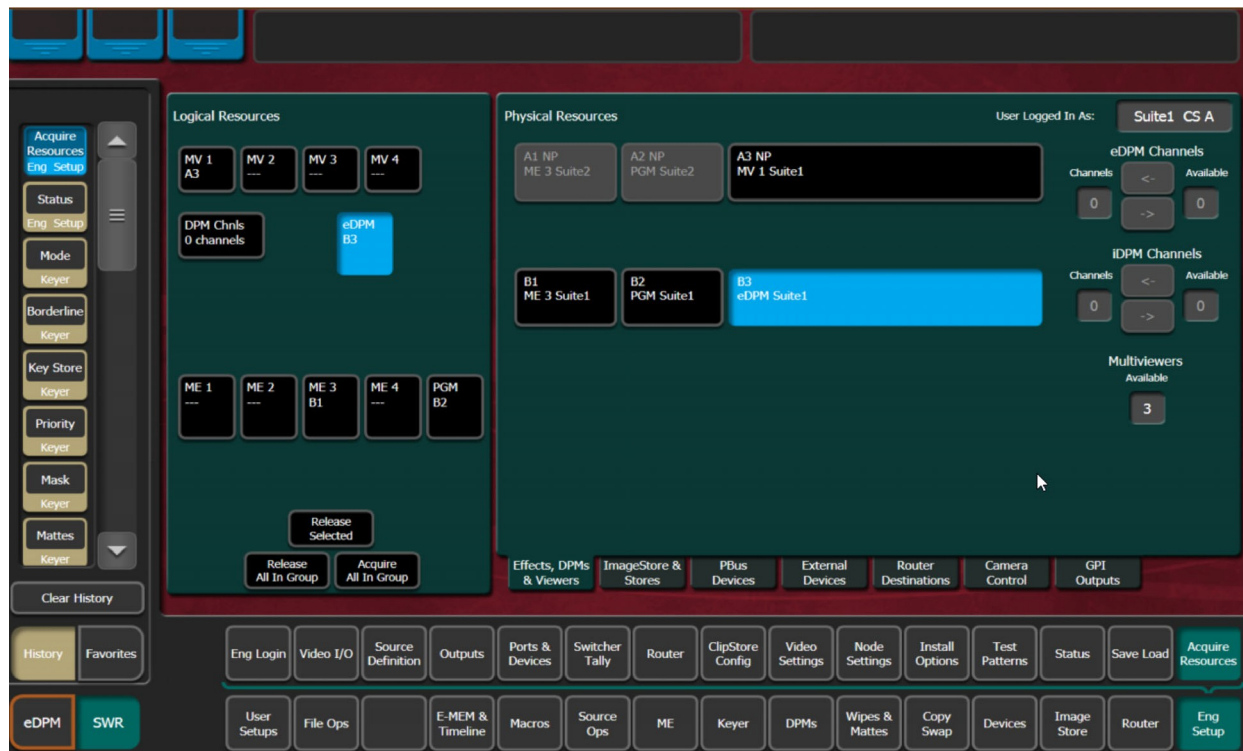 Acquire
Resources
Eng Setup
Status
Eng Setup
Mode
Keyer
Borderline
Keyer
Key Store
Keyer
Priority
Keyer
Mask
Keyer
Mattes
Keyer
Clear History
History
Favorites
eDPM
SWR
Logical Resources
MV 1
A3
MV 2
---
MV 3
---
MV 4
---
DPM Chnls
0 channels
eDPM
B3
ME 1
---
ME 2
---
ME 3
B1
ME 4
---
PGM
B2
Release
Selected
Release
All In Group
Acquire
All In Group
Physical Resources
User Logged In As:
Suite1 CS A
A1 NP
ME 3 Suite2
A2 NP
PGM Suite2
A3 NP
MV 1 Suite1
B1
ME 3 Suite1
B2
PGM Suite1
B3
eDPM Suite1
eDPM Channels
Channels
<-
Available
0
->
0
iDPM Channels
Channels
<-
Available
0
->
0
Multiviewers
Available
3
Effects, DPMs
& Viewers
ImageStore &
Stores
PBus
Devices
External
Devices
Router
Destinations
Camera
Control
GPI
Outputs
Eng Login
Video I/O
Source
Definition
Outputs
Ports &
Devices
Switcher
Tally
Router
ClipStore
Config
Video
Settings
Node
Settings
Install
Options
Test
Patterns
Status
Save Load
Acquire
Resources
User
Setups
File Ops
E-MEM &
Timeline
Macros
Source
Ops
ME
Keyer
DPMs
Wipes &
Mattes
Copy
Swap
Devices
Image
Store
Router
Eng
Setup